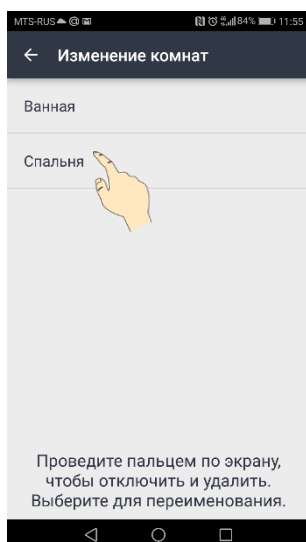 MTS-RUS @ 84% 11:55
← Изменение комнат
Ванная
Спальня
Проведите пальцем по экрану,
чтобы отключить и удалить.
Выберите для переименования.